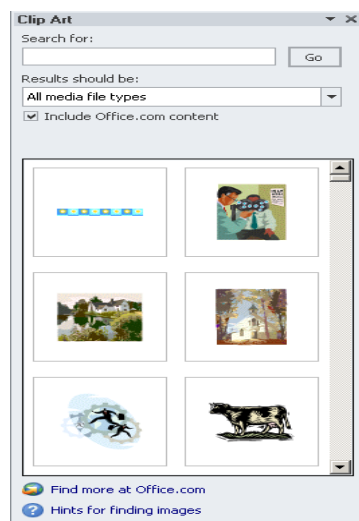 Clip Art
Search for:
Go
Results should be:
All media file types
Include Office.com content
Find more at Office.com
Hints for finding images